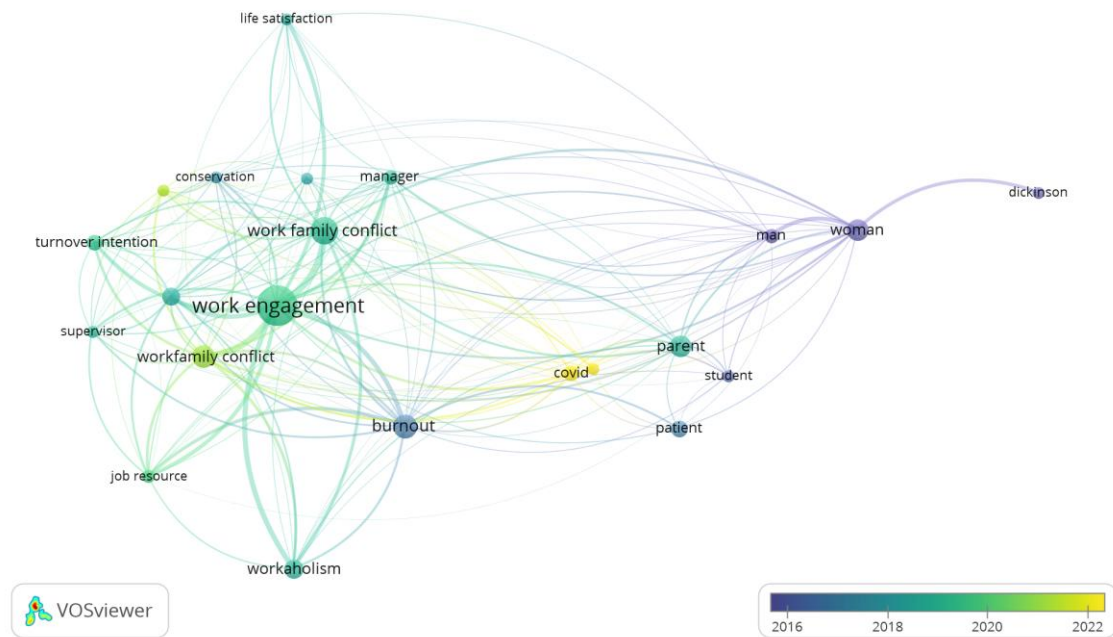 life satisfaction
conservation
manager
dickinson
work family conflict
man
woman
turnover intention
work engagement
supervisor
workfamily conflict
parent
covid
student
burnout
patient
job resource
workaholism
VOSviewer
2016 2018 2020 2022